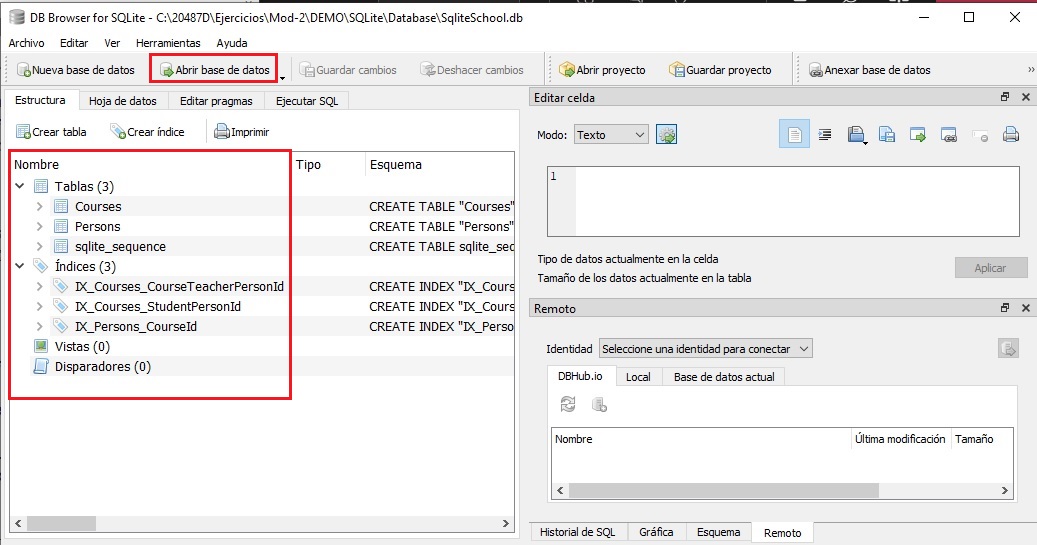 DB Browser for SQLite - C:\20487D\Ejercicios\Mod-2\DEMO\SQLite\Database\SqliteSchool.db
Archivo Editar Ver Herramientas Ayuda
Nueva base de datos Abrir base de datos Guardar cambios Deshacer cambios Abrir proyecto Guardar proyecto Anexar base de datos »
Estructura Hoja de datos Editar pragmas Ejecutar SQL
Crear tabla Crear índice Imprimir
Nombre Tipo Esquema
Tablas (3)
Courses CREATE TABLE "Courses"
Persons CREATE TABLE "Persons"
sqlite_sequence CREATE TABLE sqlite_seq
Índices (3)
IX_Courses_CourseTeacherPersonId CREATE INDEX "IX_Cours
IX_Courses_StudentPersonId CREATE INDEX "IX_Cours
IX_Persons_CourseId CREATE INDEX "IX_Perso
Vistas (0)
Disparadores (0)
Editar celda
Modo: Texto
1
Tipo de datos actualmente en la celda
Tamaño de los datos actualmente en la tabla
Aplicar
Remoto
Identidad Seleccione una identidad para conectar
DBHub.io Local Base de datos actual
Nombre Última modificación Tamaño
Historial de SQL Gráfica Esquema Remoto